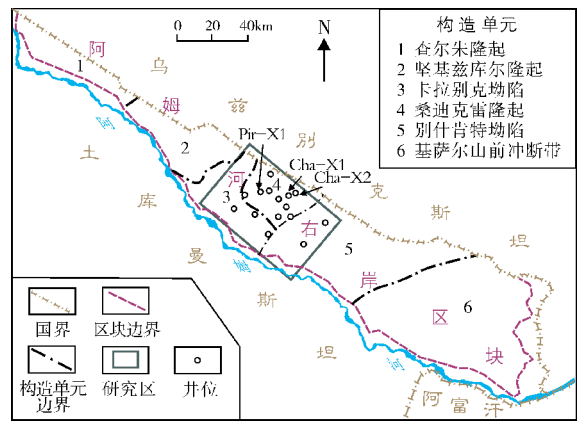 构造单元
1 查尔朱隆起
2 坚基兹库尔隆起
3 卡拉别克坳陷
4 桑迪克雷隆起
5 别什肯特坳陷
6 基萨尔山前冲断带
0 20 40km
N
阿姆河右岸区块
乌兹别克斯坦
土库曼斯坦
阿富汗
阿姆河
Pir-X1
Cha-X1
Cha-X2
1
2
3
4
5
6
国界
区块边界
构造单元
边界
研究区
井位